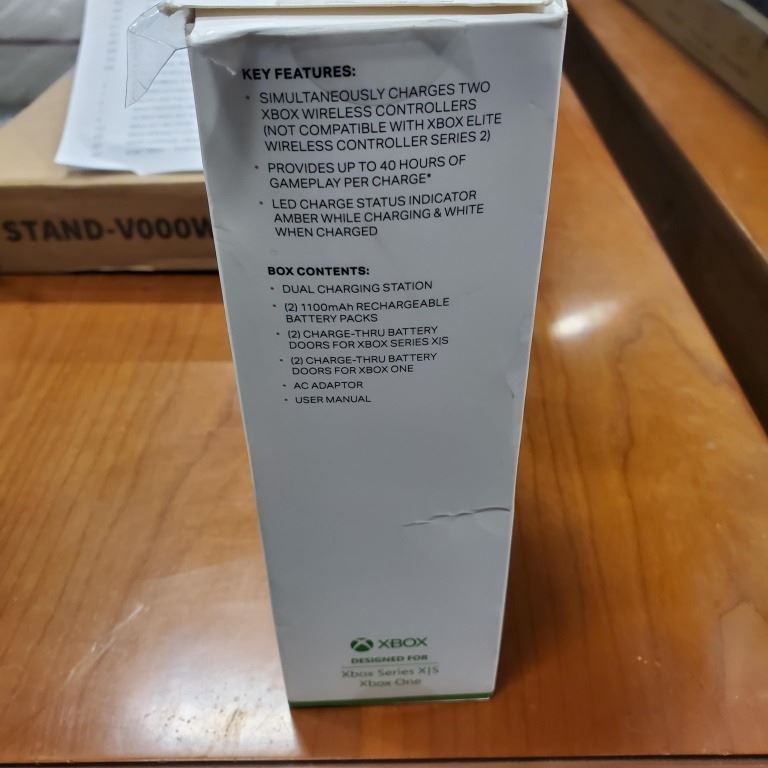 KEY FEATURES:
• SIMULTANEOUSLY CHARGES TWO
XBOX WIRELESS CONTROLLERS
(NOT COMPATIBLE WITH XBOX ELITE
WIRELESS CONTROLLER SERIES 2)
• PROVIDES UP TO 40 HOURS OF
GAMEPLAY PER CHARGE*
• LED CHARGE STATUS INDICATOR
AMBER WHILE CHARGING & WHITE
WHEN CHARGED
BOX CONTENTS:
• DUAL CHARGING STATION
• (2) 1100mAh RECHARGEABLE
BATTERY PACKS
• (2) CHARGE-THRU BATTERY
DOORS FOR XBOX SERIES X|S
• (2) CHARGE-THRU BATTERY
DOORS FOR XBOX ONE
• AC ADAPTOR
• USER MANUAL
XBOX
DESIGNED FOR
Xbox Series X|S
Xbox One
STAND-V000W